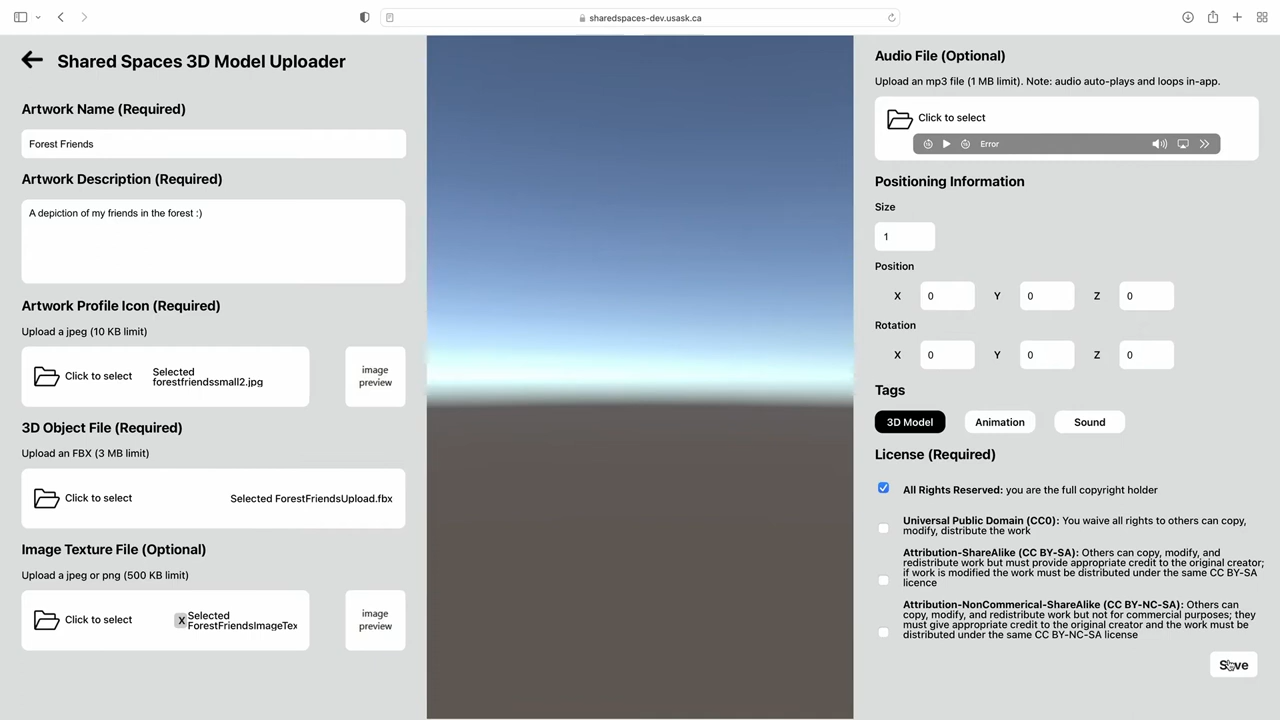 sharedspaces-dev.usask.ca
Shared Spaces 3D Model Uploader
Artwork Name (Required)
Forest Friends
Artwork Description (Required)
A depiction of my friends in the forest :)
Artwork Profile Icon (Required)
Upload a jpeg (10 KB limit)
Click to select
Selected
forestfriendssmall2.jpg
image
preview
3D Object File (Required)
Upload an FBX (3 MB limit)
Click to select
Selected ForestFriendsUpload.fbx
Image Texture File (Optional)
Upload a jpeg or png (500 KB limit)
Click to select
X Selected
ForestFriendsImageTex
image
preview
Audio File (Optional)
Upload an mp3 file (1 MB limit). Note: audio auto-plays and loops in-app.
Click to select
Error
Positioning Information
Size
1
Position
X 0 Y 0 Z 0
Rotation
X 0 Y 0 Z 0
Tags
3D Model Animation Sound
License (Required)
All Rights Reserved: you are the full copyright holder
Universal Public Domain (CC0): You waive all rights to others can copy,
modify, distribute the work
Attribution-ShareAlike (CC BY-SA): Others can copy, modify, and
redistribute work but must provide appropriate credit to the original creator;
if work is modified the work must be distributed under the same CC BY-SA
licence
Attribution-NonCommerical-ShareAlike (CC BY-NC-SA): Others can
copy, modify, and redistribute work but not for commercial purposes; they
must give appropriate credit to the original creator and the work must be
distributed under the same CC BY-NC-SA license
Save